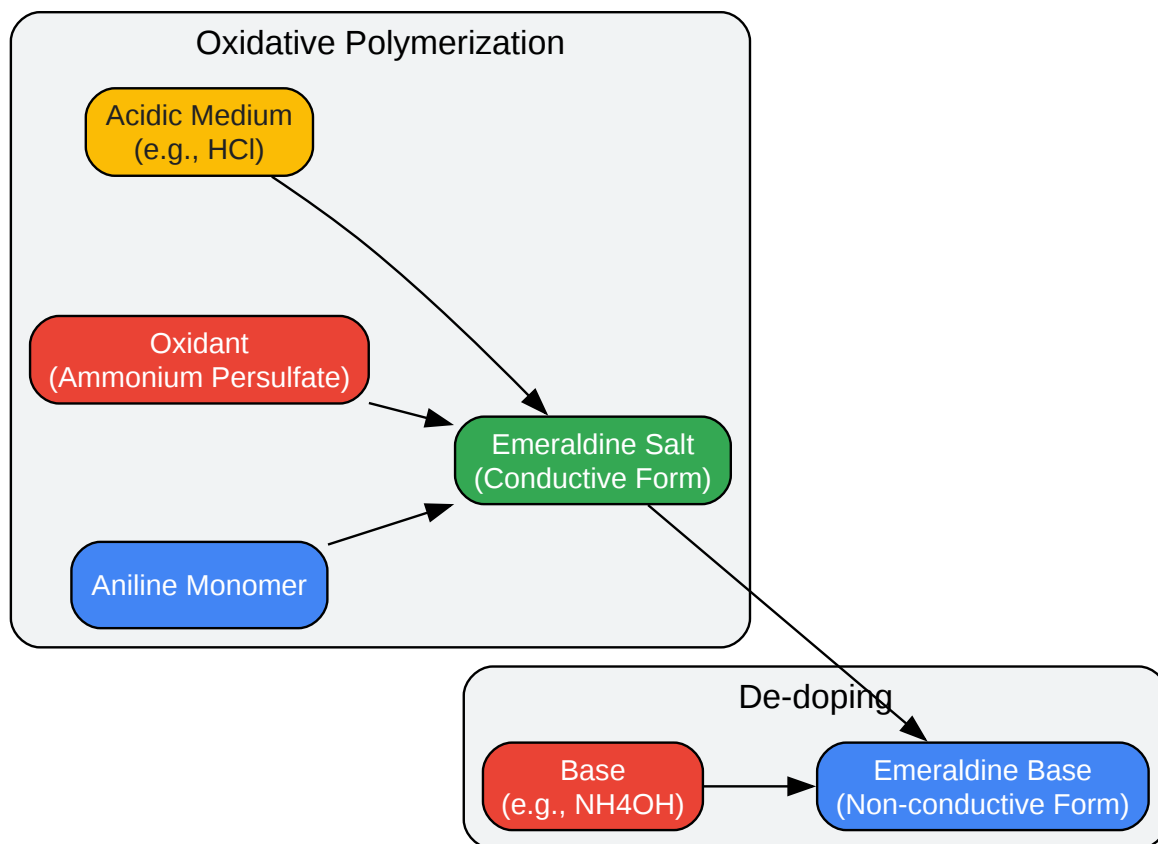 Oxidative Polymerization
Acidic Medium
(e.g., HCl)
Oxidant
(Ammonium Persulfate)
Emeraldine Salt
(Conductive Form)
Aniline Monomer
De-doping
Base
(e.g., NH4OH)
Emeraldine Base
(Non-conductive Form)